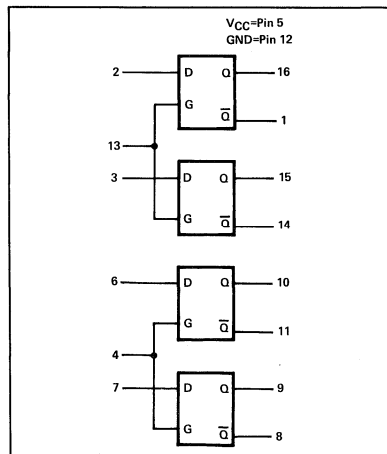 VCC=Pin 5
GND=Pin 12
2 D Q 16
G Q̅ 1
13
3 D Q 15
G Q̅ 14
6 D Q 10
G Q̅ 11
4
7 D Q 9
G Q̅ 8